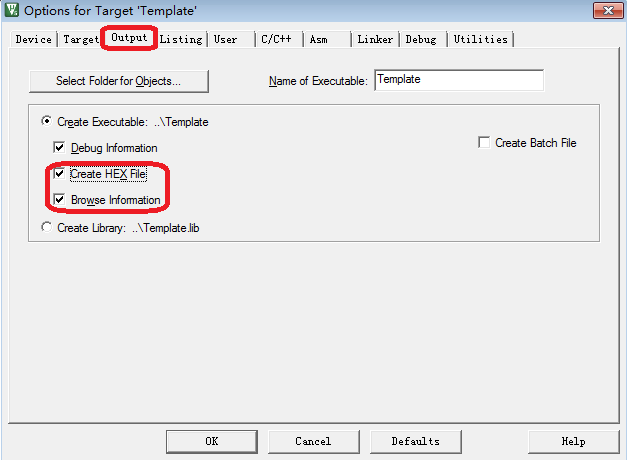 Options for Target 'Template'
Device Target Output Listing User C/C++ Asm Linker Debug Utilities
Select Folder for Objects... Name of Executable: Template
Create Executable: ..\Template
Debug Information Create Batch File
Create HEX File
Browse Information
Create Library: ..\Template.lib
OK Cancel Defaults Help